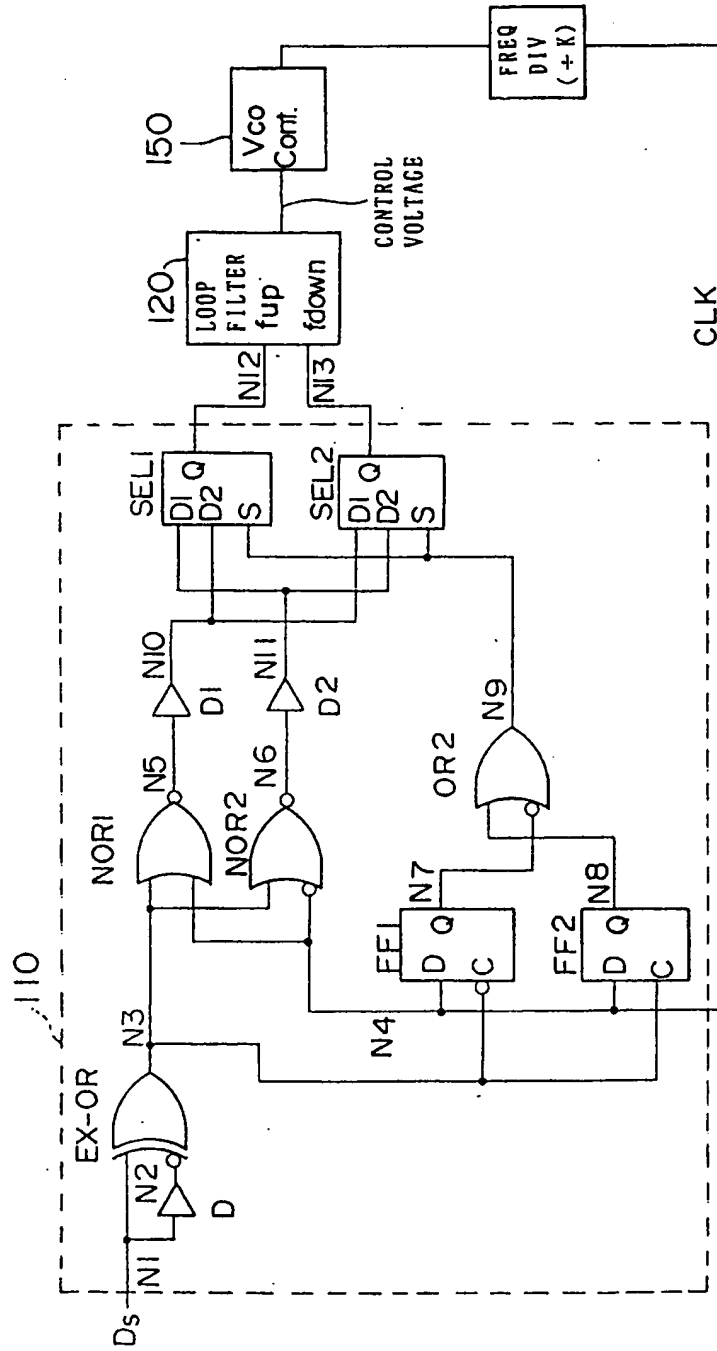 110
Ds
N1
N2
D
EX-OR
N3
N4
NOR1
NOR2
N5
N6
D1
D2
N10
N11
FF1
D Q
C
FF2
D Q
C
N7
N8
OR2
N9
SEL1
D1 Q
D2
S
SEL2
D1 Q
D2
S
N12
N13
120
LOOP
FILTER
fup
fdown
CONTROL
VOLTAGE
150
Vco
Cont.
FREQ
DIV
(÷K)
CLK